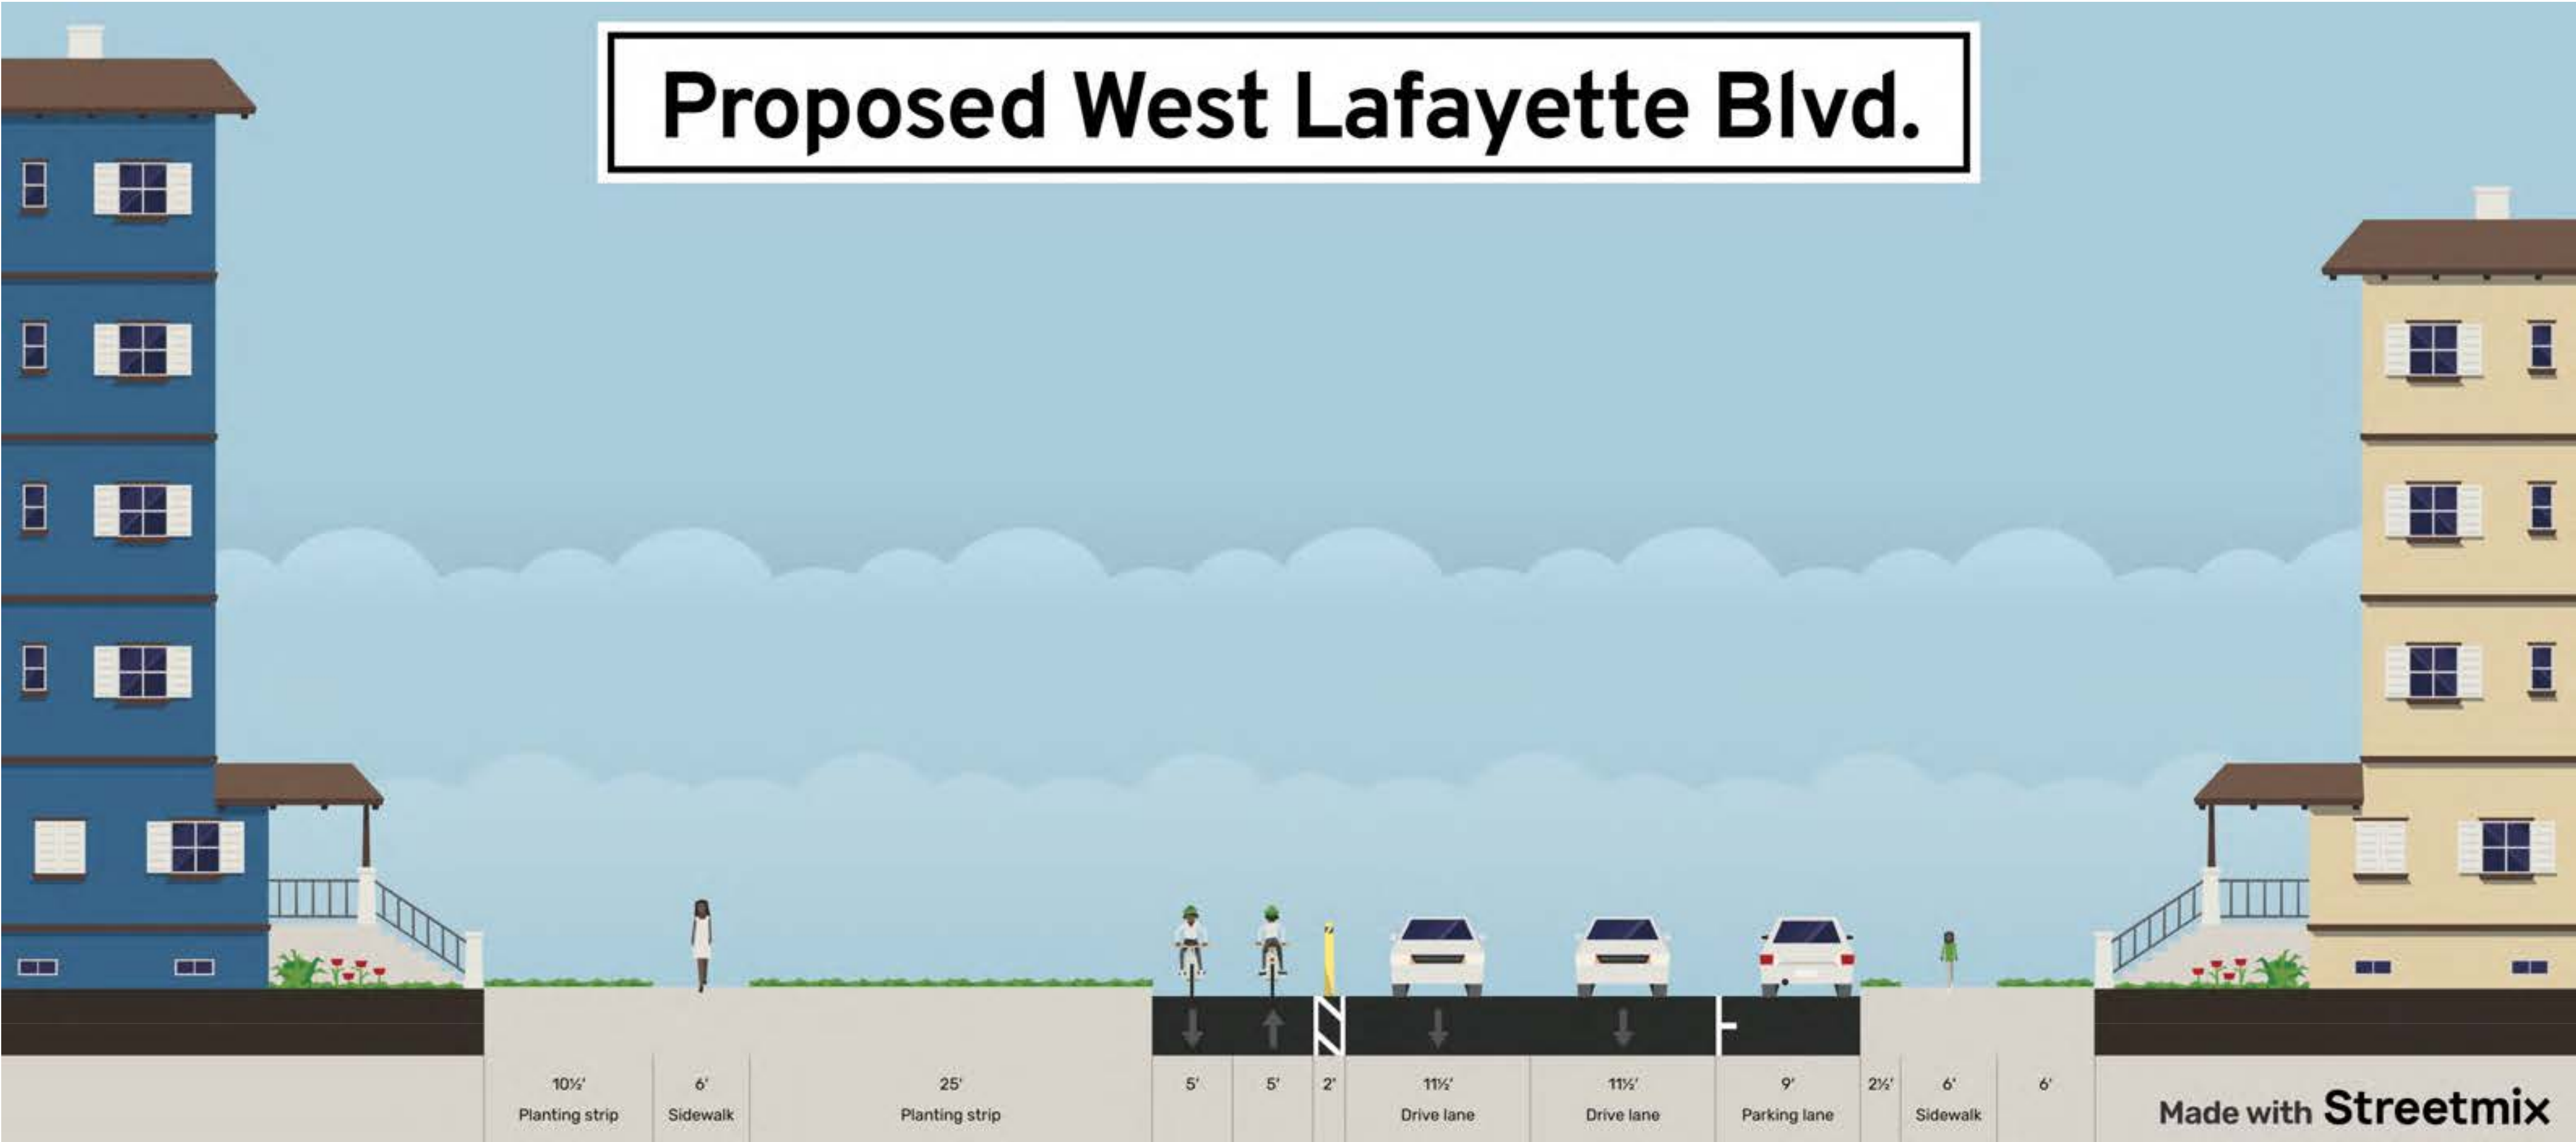 Proposed West Lafayette Blvd.
10½' 6' 25' 5' 5' 2' 11½' 11½' 9' 2½' 6' 6'
Planting strip Sidewalk Planting strip Drive lane Drive lane Parking lane Sidewalk
Made with Streetmix